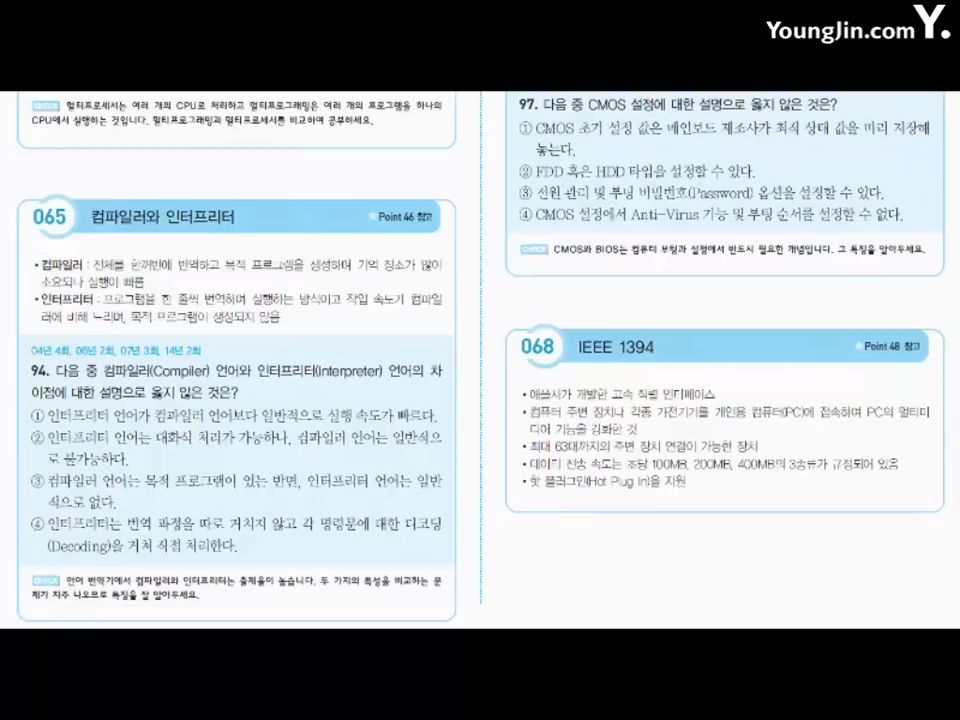 YoungJin.com Y.
CHECK 멀티프로세서는 여러 개의 CPU로 처리하고 멀티프로그래밍은 여러 개의 프로그램을 하나의
CPU에서 실행하는 것입니다. 멀티프로그래밍과 멀티프로세서를 비교하여 공부하세요.
065 컴파일러와 인터프리터 Point 46 참고
• 컴파일러 : 전체를 한꺼번에 번역하고 목적 프로그램을 생성하며 기억 장소가 많이
소요되나 실행이 빠름
• 인터프리터 : 프로그램을 한 줄씩 번역하여 실행하는 방식이고 작업 속도가 컴파일
러에 비해 느리며, 목적 프로그램이 생성되지 않음
04년 4회, 06년 2회, 07년 3회, 14년 2회
94. 다음 중 컴파일러(Compiler) 언어와 인터프리터(Interpreter) 언어의 차
이점에 대한 설명으로 옳지 않은 것은?
① 인터프리터 언어가 컴파일러 언어보다 일반적으로 실행 속도가 빠르다.
② 인터프리터 언어는 대화식 처리가 가능하나, 컴파일러 언어는 일반적으
로 불가능하다.
③ 컴파일러 언어는 목적 프로그램이 있는 반면, 인터프리터 언어는 일반
적으로 없다.
④ 인터프리터는 번역 과정을 따로 거치지 않고 각 명령문에 대한 디코딩
(Decoding)을 거쳐 직접 처리한다.
CHECK 언어 번역기에서 컴파일러와 인터프리터는 출제율이 높습니다. 두 가지의 특성을 비교하는 문
제가 자주 나오므로 특징을 잘 알아두세요.
97. 다음 중 CMOS 설정에 대한 설명으로 옳지 않은 것은?
① CMOS 초기 설정 값은 메인보드 제조사가 최적 상태 값을 미리 저장해
놓는다.
② FDD 혹은 HDD 타입을 설정할 수 있다.
③ 전원 관리 및 부팅 비밀번호(Password) 옵션을 설정할 수 있다.
④ CMOS 설정에서 Anti-Virus 기능 및 부팅 순서를 설정할 수 없다.
CHECK CMOS와 BIOS는 컴퓨터 부팅과 설정에서 반드시 필요한 개념입니다. 그 특징을 알아두세요.
068 IEEE 1394 Point 48 참고
• 애플사가 개발한 고속 직렬 인터페이스
• 컴퓨터 주변 장치나 각종 가전기기를 개인용 컴퓨터(PC)에 접속하여 PC의 멀티미
디어 기능을 강화한 것
• 최대 63대까지의 주변 장치 연결이 가능한 장치
• 데이터 전송 속도는 초당 100MB, 200MB, 400MB의 3종류가 규정되어 있음
• 핫 플러그인(Hot Plug In)을 지원